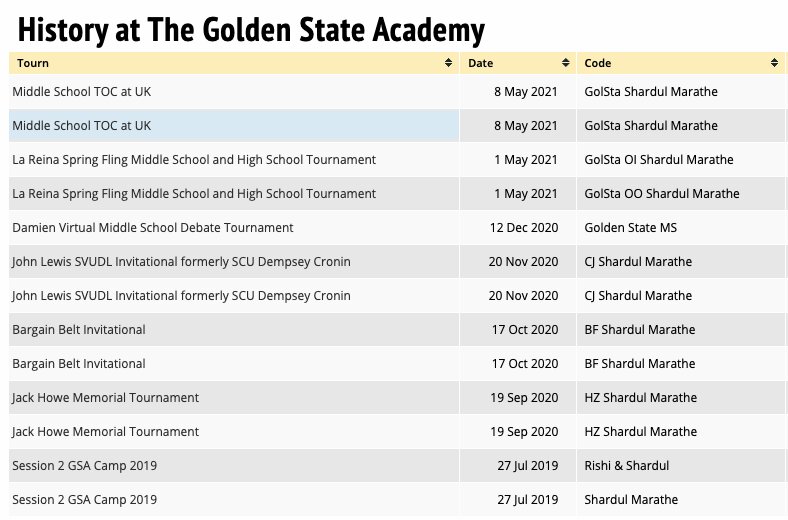 History at The Golden State Academy
Tourn Date Code
Middle School TOC at UK 8 May 2021 GolSta Shardul Marathe
Middle School TOC at UK 8 May 2021 GolSta Shardul Marathe
La Reina Spring Fling Middle School and High School Tournament 1 May 2021 GolSta OI Shardul Marathe
La Reina Spring Fling Middle School and High School Tournament 1 May 2021 GolSta OO Shardul Marathe
Damien Virtual Middle School Debate Tournament 12 Dec 2020 Golden State MS
John Lewis SVUDL Invitational formerly SCU Dempsey Cronin 20 Nov 2020 CJ Shardul Marathe
John Lewis SVUDL Invitational formerly SCU Dempsey Cronin 20 Nov 2020 CJ Shardul Marathe
Bargain Belt Invitational 17 Oct 2020 BF Shardul Marathe
Bargain Belt Invitational 17 Oct 2020 BF Shardul Marathe
Jack Howe Memorial Tournament 19 Sep 2020 HZ Shardul Marathe
Jack Howe Memorial Tournament 19 Sep 2020 HZ Shardul Marathe
Session 2 GSA Camp 2019 27 Jul 2019 Rishi & Shardul
Session 2 GSA Camp 2019 27 Jul 2019 Shardul Marathe